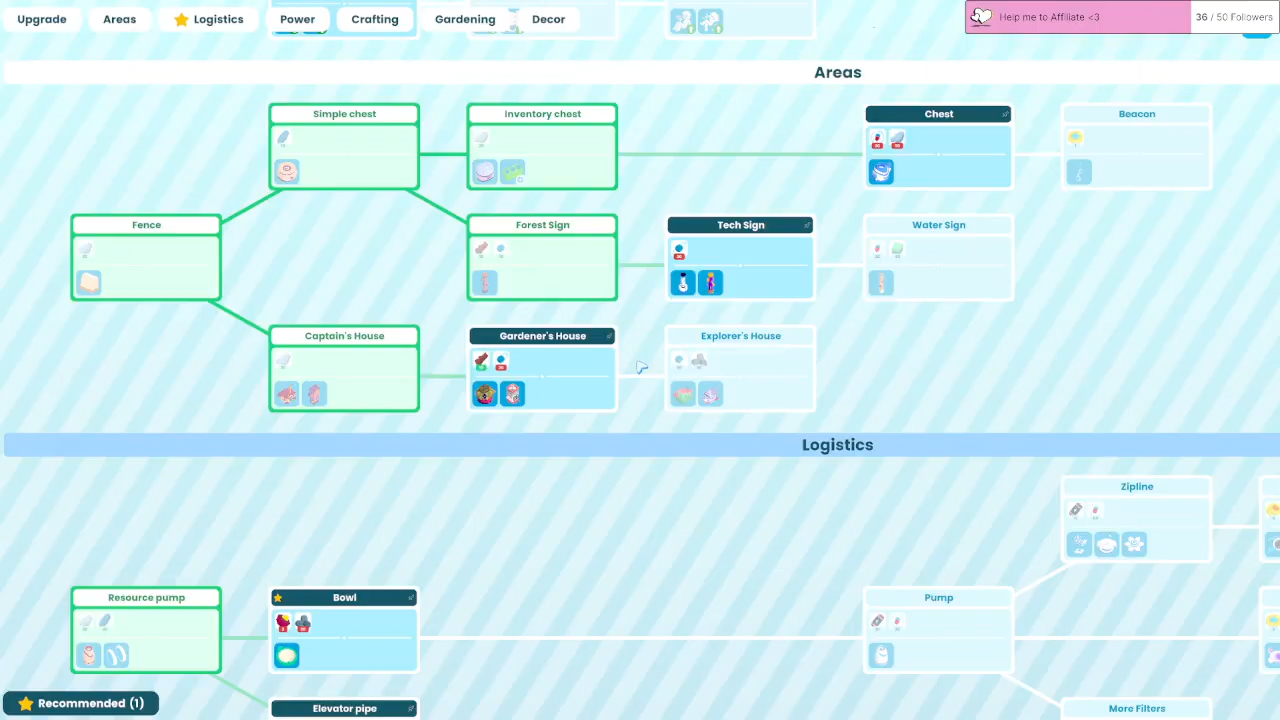 Upgrade
Areas
Logistics
Power
Crafting
Gardening
Decor
Help me to Affiliate <3
36 / 50 Followers
Areas
Simple chest
Inventory chest
Chest
Beacon
Fence
Forest Sign
Tech Sign
Water Sign
Captain's House
Gardener's House
Explorer's House
Logistics
Zipline
Resource pump
Bowl
Pump
Recommended (1)
Elevator pipe
More Filters